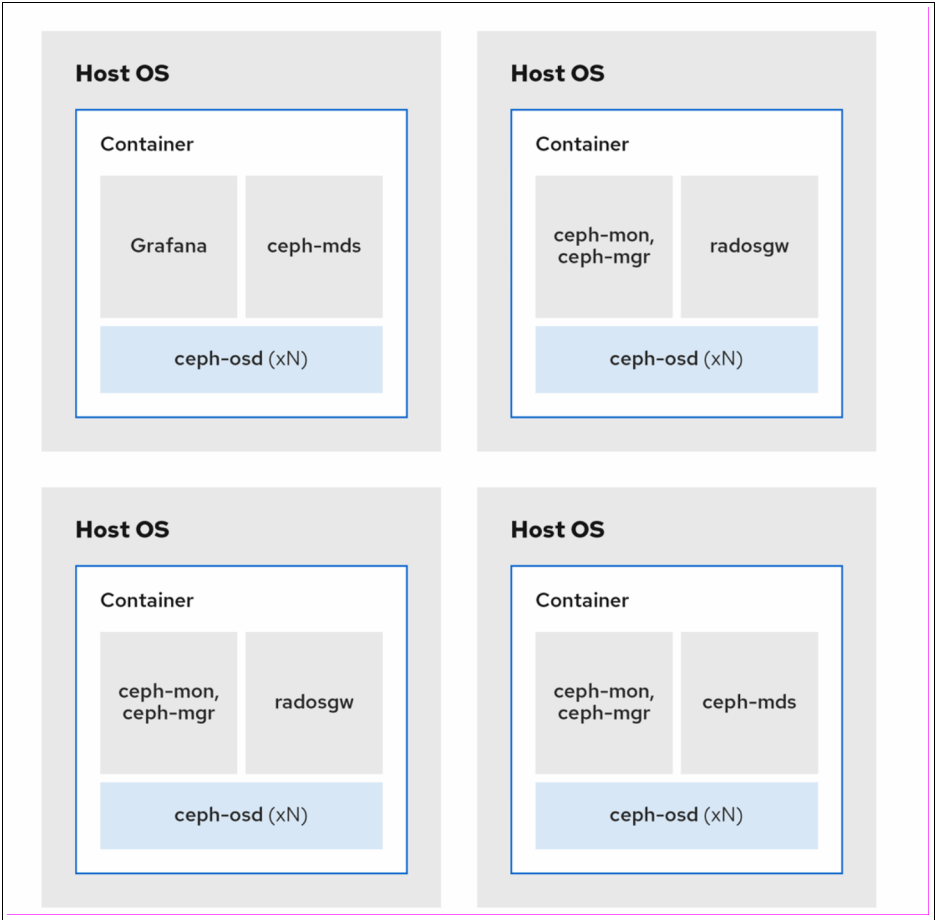 Host OS
Container
Grafana
ceph-mds
ceph-osd (xN)
Host OS
Container
ceph-mon,
ceph-mgr
radosgw
ceph-osd (xN)
Host OS
Container
ceph-mon,
ceph-mgr
radosgw
ceph-osd (xN)
Host OS
Container
ceph-mon,
ceph-mgr
ceph-mds
ceph-osd (xN)